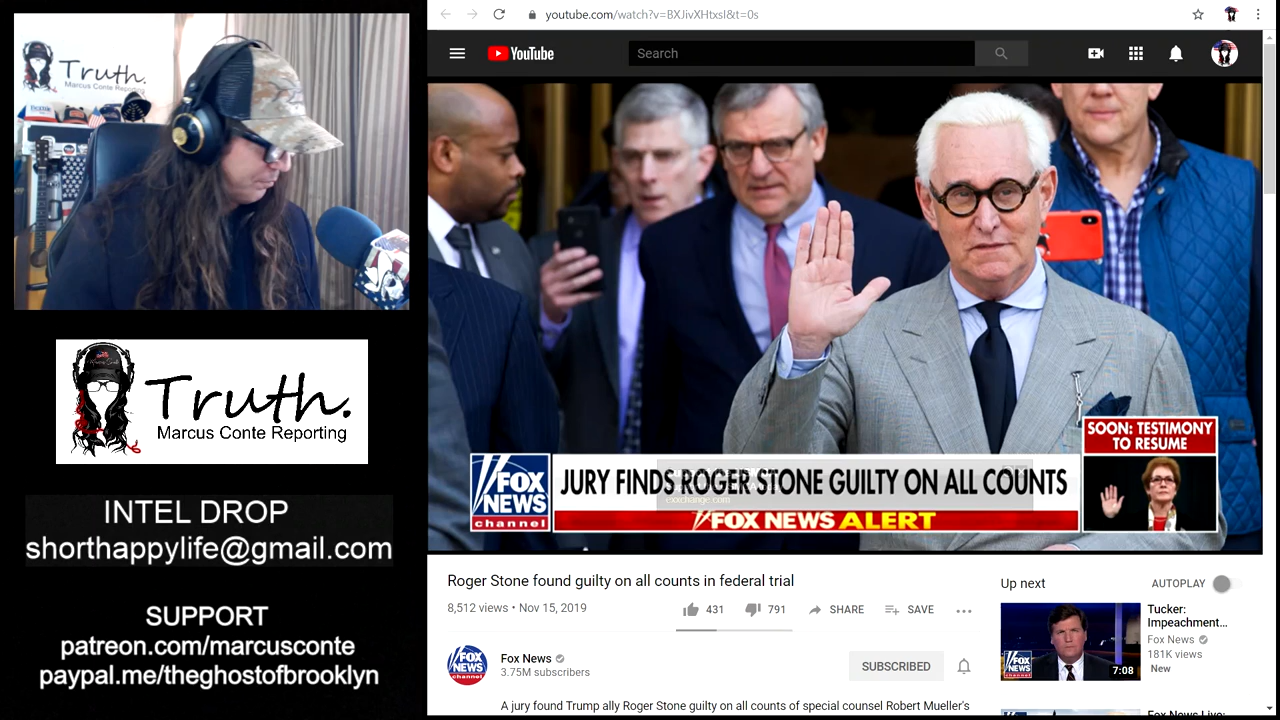 Truth.
Marcus Conte Reporting
Truth.
Marcus Conte Reporting
INTEL DROP
shorthappylife@gmail.com
SUPPORT
patreon.com/marcusconte
paypal.me/theghostofbrooklyn
youtube.com/watch?v=BXJivXHtxsI&t=0s
YouTube
Search
SOON: TESTIMONY
TO RESUME
FOX
NEWS
channel
JURY FINDS ROGER STONE GUILTY ON ALL COUNTS
FOX NEWS ALERT
Roger Stone found guilty on all counts in federal trial
8,512 views • Nov 15, 2019
431
791
SHARE
SAVE
Fox News
3.75M subscribers
SUBSCRIBED
A jury found Trump ally Roger Stone guilty on all counts of special counsel Robert Mueller's
Up next
AUTOPLAY
Tucker:
Impeachment...
Fox News
181K views
New
7:08